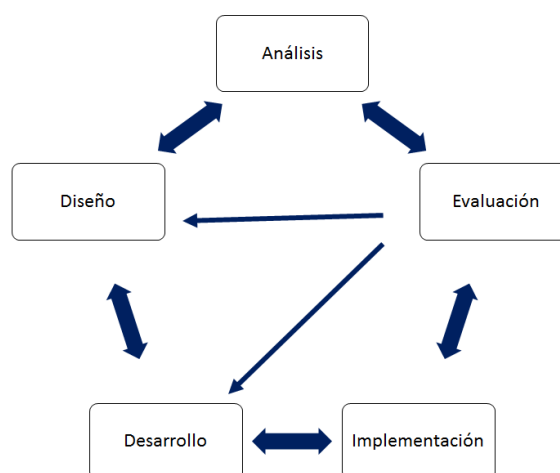 Análisis
Diseño
Evaluación
Desarrollo
Implementación